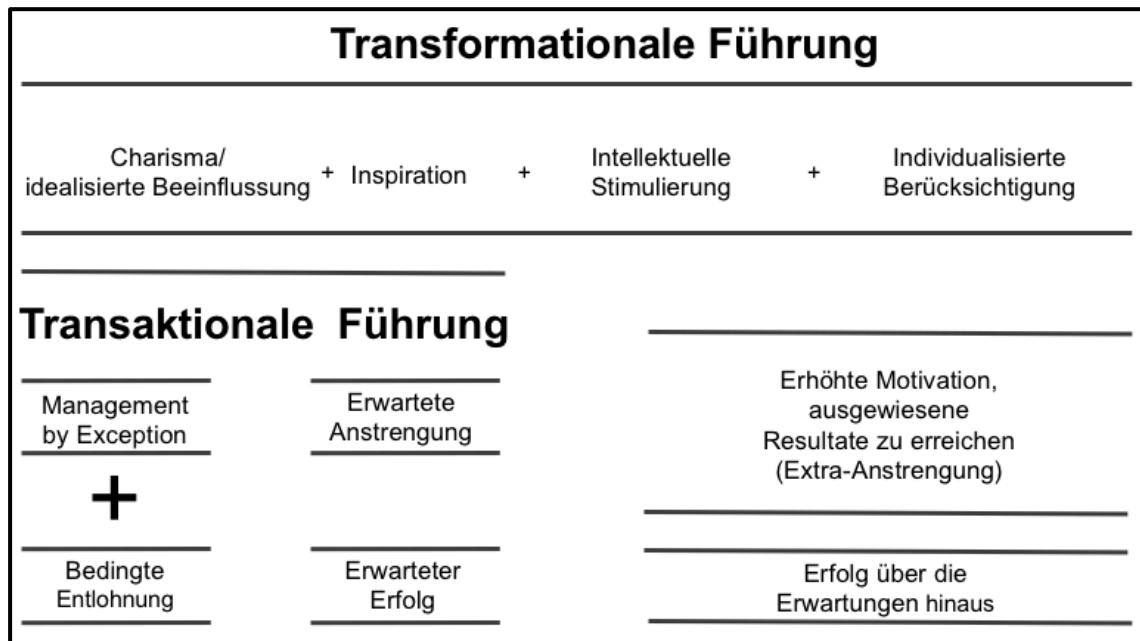 Transformationale Führung
Charisma/
idealisierte Beeinflussung
+
Inspiration
+
Intellektuelle
Stimulierung
+
Individualisierte
Berücksichtigung
Transaktionale Führung
Management
by Exception
+
Bedingte
Entlohnung
Erwartete
Anstrengung
Erwarteter
Erfolg
Erhöhte Motivation,
ausgewiesene
Resultate zu erreichen
(Extra-Anstrengung)
Erfolg über die
Erwartungen hinaus